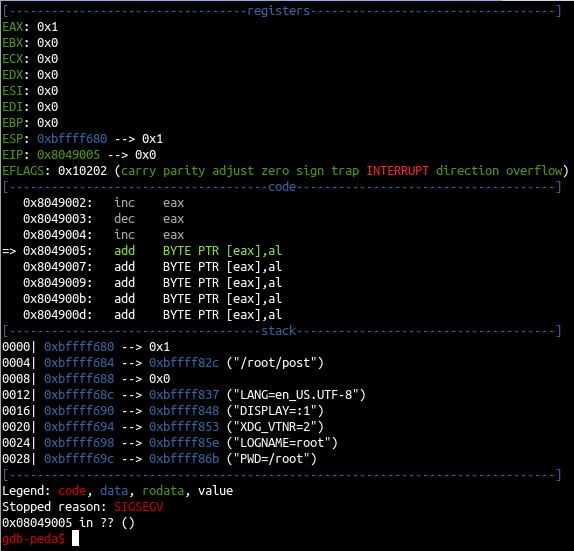 [----------------------------------registers-----------------------------------]
EAX: 0x1
EBX: 0x0
ECX: 0x0
EDX: 0x0
ESI: 0x0
EDI: 0x0
EBP: 0x0
ESP: 0xbffff680 --> 0x1
EIP: 0x8049005 --> 0x0
EFLAGS: 0x10202 (carry parity adjust zero sign trap INTERRUPT direction overflow)
[-------------------------------------code-------------------------------------]
   0x8049002:	inc    eax
   0x8049003:	dec    eax
   0x8049004:	inc    eax
=> 0x8049005:	add    BYTE PTR [eax],al
   0x8049007:	add    BYTE PTR [eax],al
   0x8049009:	add    BYTE PTR [eax],al
   0x804900b:	add    BYTE PTR [eax],al
   0x804900d:	add    BYTE PTR [eax],al
[------------------------------------stack-------------------------------------]
0000| 0xbffff680 --> 0x1
0004| 0xbffff684 --> 0xbffff82c ("/root/post")
0008| 0xbffff688 --> 0x0
0012| 0xbffff68c --> 0xbffff837 ("LANG=en_US.UTF-8")
0016| 0xbffff690 --> 0xbffff848 ("DISPLAY=:1")
0020| 0xbffff694 --> 0xbffff853 ("XDG_VTNR=2")
0024| 0xbffff698 --> 0xbffff85e ("LOGNAME=root")
0028| 0xbffff69c --> 0xbffff86b ("PWD=/root")
[------------------------------------------------------------------------------]
Legend: code, data, rodata, value
Stopped reason: SIGSEGV
0x08049005 in ?? ()
gdb-peda$